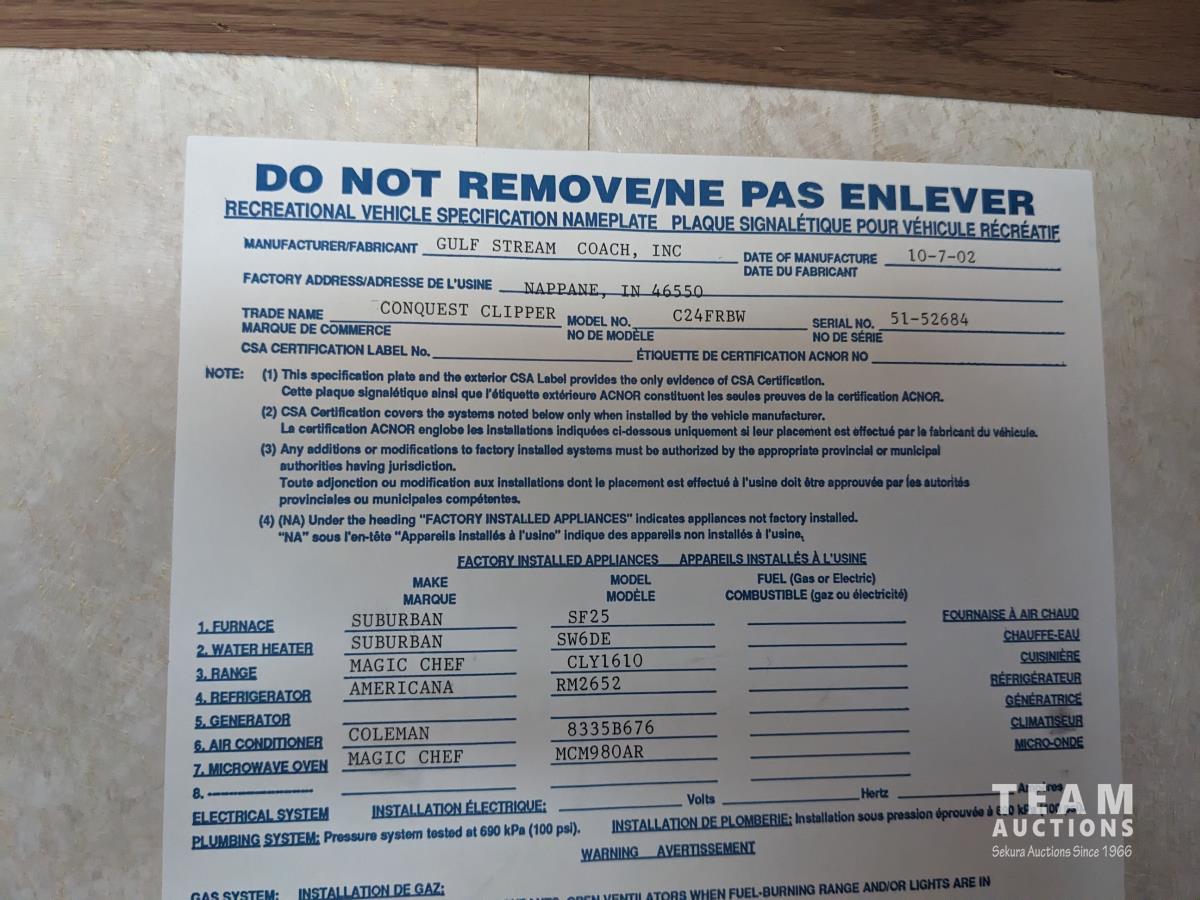 DO NOT REMOVE/NE PAS ENLEVER
RECREATIONAL VEHICLE SPECIFICATION NAMEPLATE PLAQUE SIGNALÉTIQUE POUR VÉHICULE RÉCRÉATIF
MANUFACTURER/FABRICANT GULF STREAM COACH, INC DATE OF MANUFACTURE 10-7-02
DATE DU FABRICANT
FACTORY ADDRESS/ADRESSE DE L'USINE NAPPANE, IN 46550
TRADE NAME CONQUEST CLIPPER MODEL NO. C24FRBW SERIAL NO. 51-52684
MARQUE DE COMMERCE NO DE MODÈLE NO DE SÉRIE
CSA CERTIFICATION LABEL No. ÉTIQUETTE DE CERTIFICATION ACNOR NO
NOTE: (1) This specification plate and the exterior CSA Label provides the only evidence of CSA Certification.
Cette plaque signalétique ainsi que l'étiquette extérieure ACNOR constituent les seules preuves de la certification ACNOR.
(2) CSA Certification covers the systems noted below only when installed by the vehicle manufacturer.
La certification ACNOR englobe les installations indiquées ci-dessous uniquement si leur placement est effectué par le fabricant du véhicule.
(3) Any additions or modifications to factory installed systems must be authorized by the appropriate provincial or municipal
authorities having jurisdiction.
Toute adjonction ou modification aux installations dont le placement est effectué à l'usine doit être approuvée par les autorités
provinciales ou municipales compétentes.
(4) (NA) Under the heading "FACTORY INSTALLED APPLIANCES" indicates appliances not factory installed.
"NA" sous l'en-tête "Appareils installés à l'usine" indique des appareils non installés à l'usine.
FACTORY INSTALLED APPLIANCES APPAREILS INSTALLÉS À L'USINE
MAKE MODEL FUEL (Gas or Electric)
MARQUE MODÈLE COMBUSTIBLE (gaz ou électricité)
1. FURNACE SUBURBAN SF25 FOURNAISE À AIR CHAUD
2. WATER HEATER SUBURBAN SW6DE CHAUFFE-EAU
3. RANGE MAGIC CHEF CLY1610 CUISINIÈRE
4. REFRIGERATOR AMERICANA RM2652 RÉFRIGÉRATEUR
5. GENERATOR GÉNÉRATRICE
6. AIR CONDITIONER COLEMAN 8335B676 CLIMATISEUR
7. MICROWAVE OVEN MAGIC CHEF MCM980AR MICRO-ONDE
8. --------------------
ELECTRICAL SYSTEM INSTALLATION ÉLECTRIQUE: Volts Hertz
PLUMBING SYSTEM: Pressure system tested at 690 kPa (100 psi). INSTALLATION DE PLOMBERIE: Installation sous pression éprouvée à
WARNING AVERTISSEMENT
GAS SYSTEM: INSTALLATION DE GAZ:
OPEN VENTILATORS WHEN FUEL-BURNING RANGE AND/OR LIGHTS ARE IN
TEAM
AUCTIONS
Sekura Auctions Since 1966